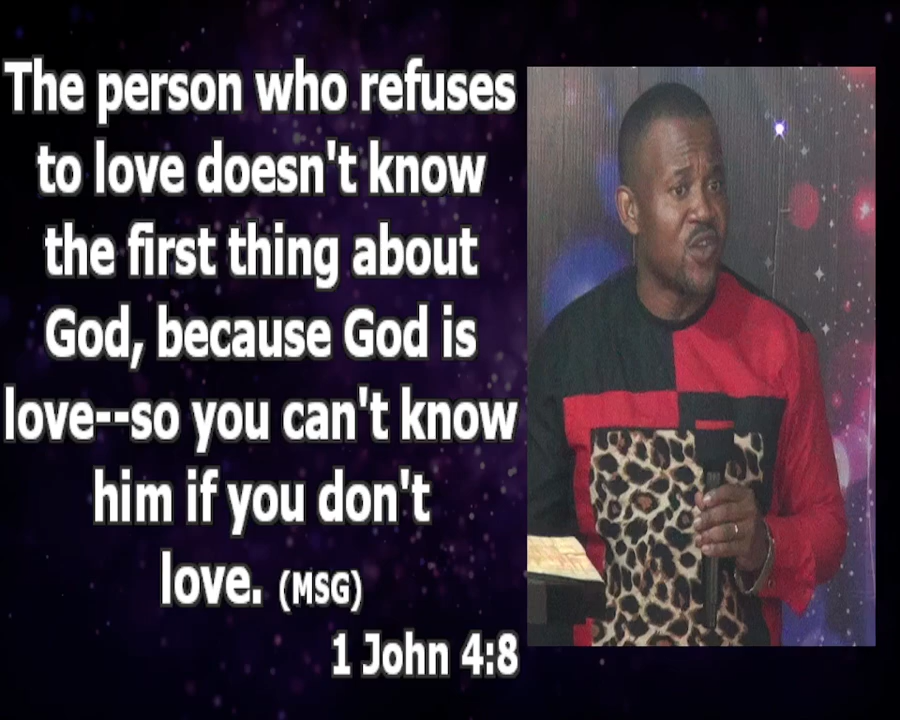 The person who refuses
to love doesn't know
the first thing about
God, because God is
love--so you can't know
him if you don't
love. (MSG)
1 John 4:8